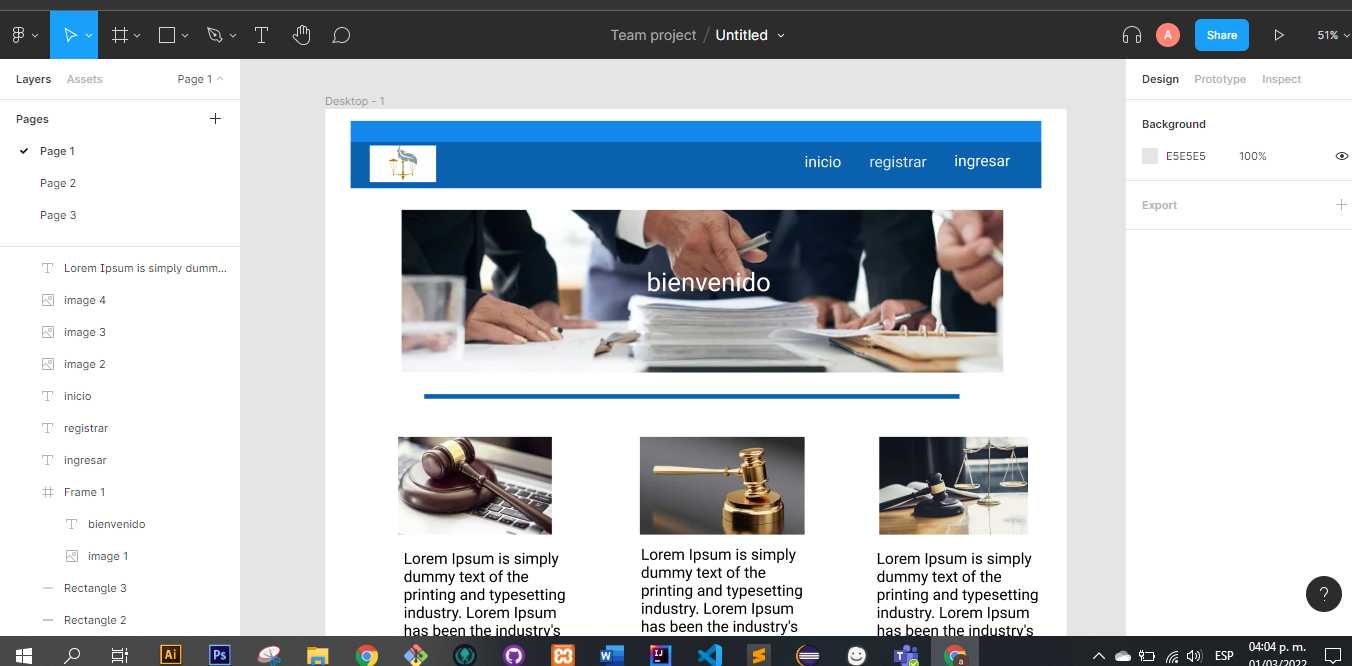 Team project / Untitled
A
Share
51%
Layers
Assets
Page 1
Pages
Page 1
Page 2
Page 3
Lorem Ipsum is simply dumm...
image 4
image 3
image 2
inicio
registrar
ingresar
Frame 1
bienvenido
image 1
Rectangle 3
Rectangle 2
Desktop - 1
inicio
registrar
ingresar
bienvenido
Lorem Ipsum is simply
dummy text of the
printing and typesetting
industry. Lorem Ipsum
has been the industry's
Lorem Ipsum is simply
dummy text of the
printing and typesetting
industry. Lorem Ipsum
has been the industry's
Lorem Ipsum is simply
dummy text of the
printing and typesetting
industry. Lorem Ipsum
has been the industry's
Design
Prototype
Inspect
Background
E5E5E5
100%
Export
?
Ai
Ps
W
IJ
a
ESP
04:04 p. m.
01/03/2022